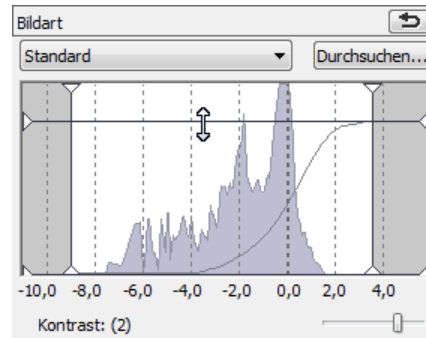 Bildart
Standard Durchsuchen...
-10,0 -8,0 -6,0 -4,0 -2,0 0,0 2,0 4,0
Kontrast: (2)